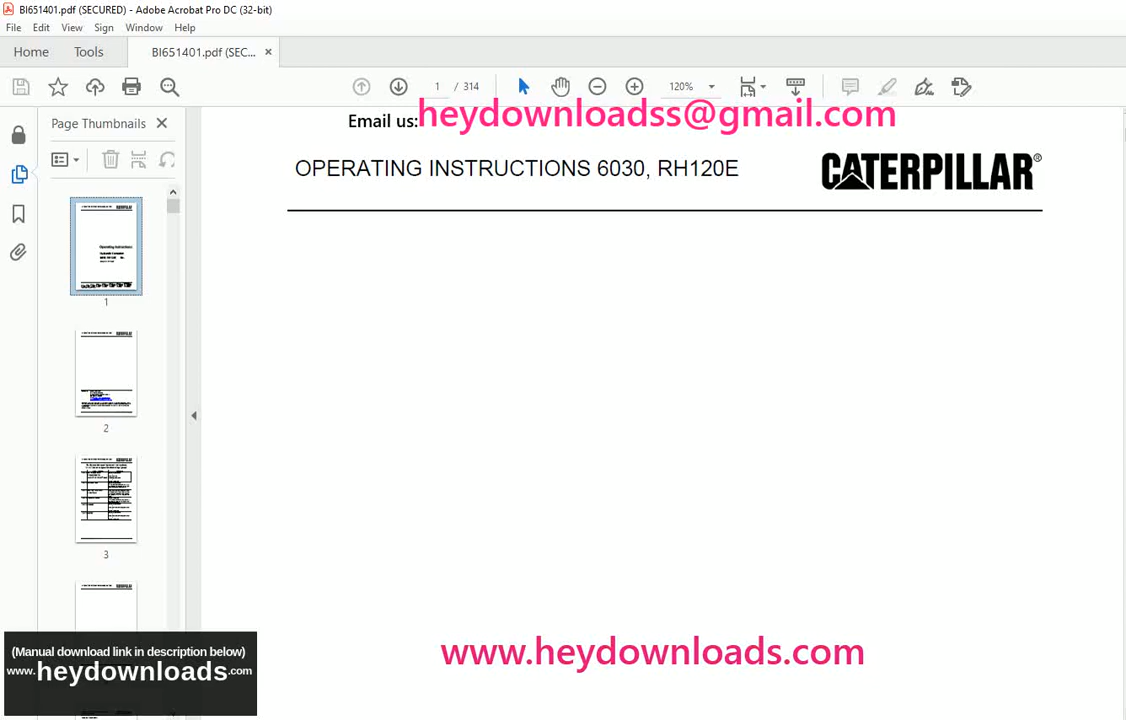 BI651401.pdf (SECURED) - Adobe Acrobat Pro DC (32-bit)
File Edit View Sign Window Help
Home Tools BI651401.pdf (SEC... ×
1 / 314 120%
Email us: heydownloadss@gmail.com
Page Thumbnails ×
OPERATING INSTRUCTIONS 6030, RH120E CATERPILLAR®
1
2
3
(Manual download link in description below)
www.heydownloads.com
www.heydownloads.com